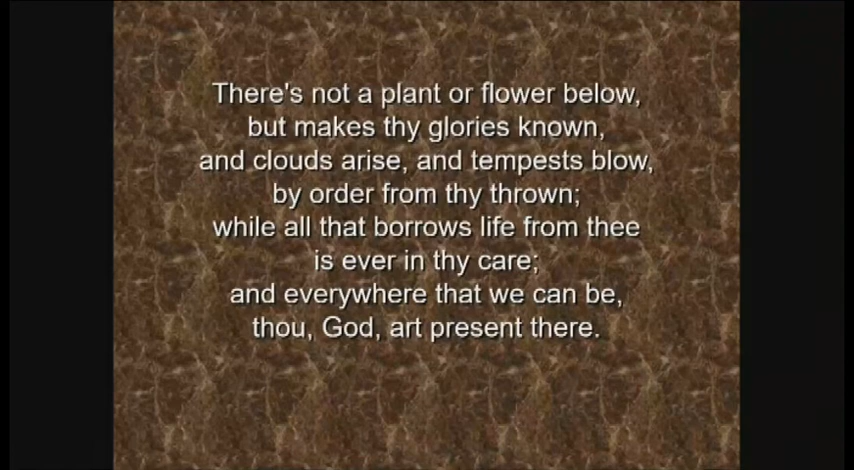 There's not a plant or flower below,
but makes thy glories known,
and clouds arise, and tempests blow,
by order from thy thrown;
while all that borrows life from thee
is ever in thy care;
and everywhere that we can be,
thou, God, art present there.